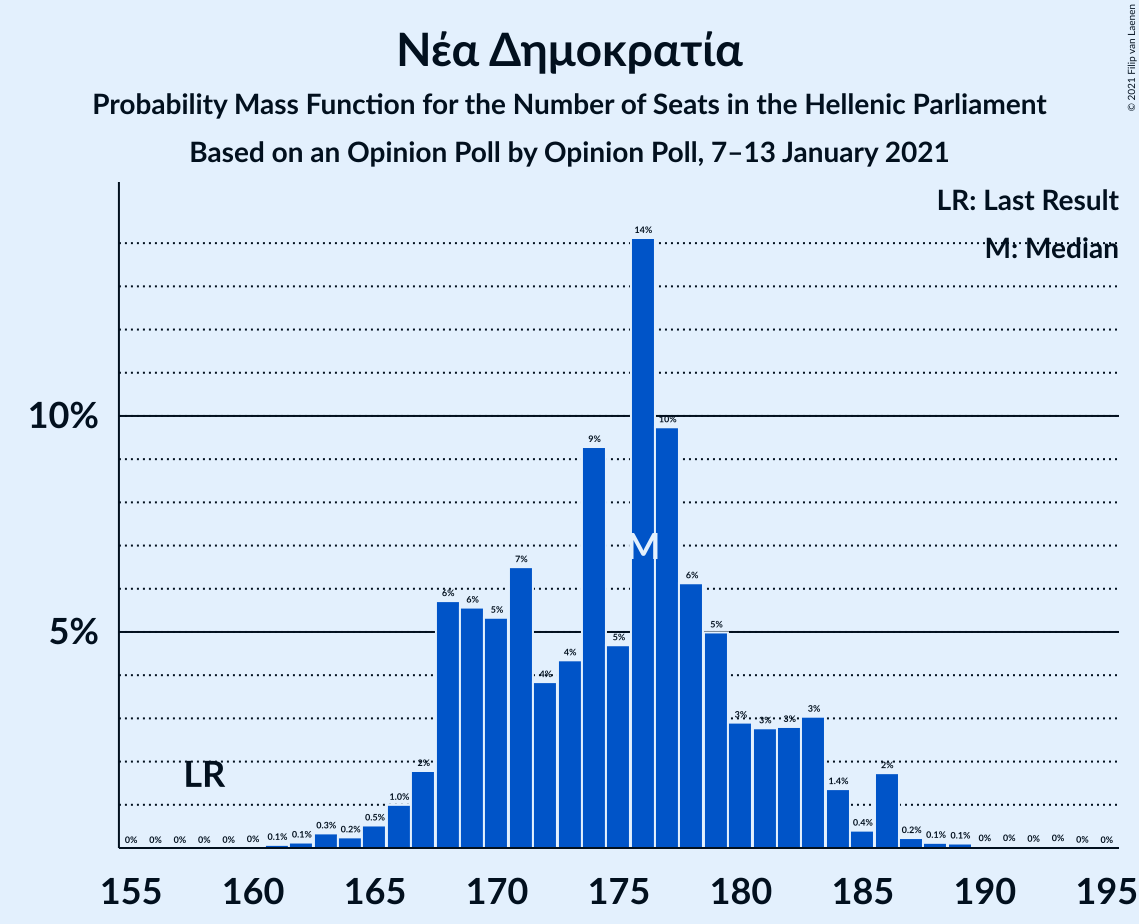 Νέα Δημοκρατία
Probability Mass Function for the Number of Seats in the Hellenic Parliament
Based on an Opinion Poll by Opinion Poll, 7–13 January 2021
© 2021 Filip van Laenen
LR: Last Result
M: Median
10%
5%
0% 0% 0% 0% 0% 0% 0.1% 0.1% 0.3% 0.2% 0.5% 1.0% 2% 6% 6% 5% 7% 4% 4% 9% 5% 14% 10% 6% 5% 3% 3% 3% 3% 1.4% 0.4% 2% 0.2% 0.1% 0.1% 0% 0% 0% 0% 0% 0%
M
LR
155 160 165 170 175 180 185 190 195